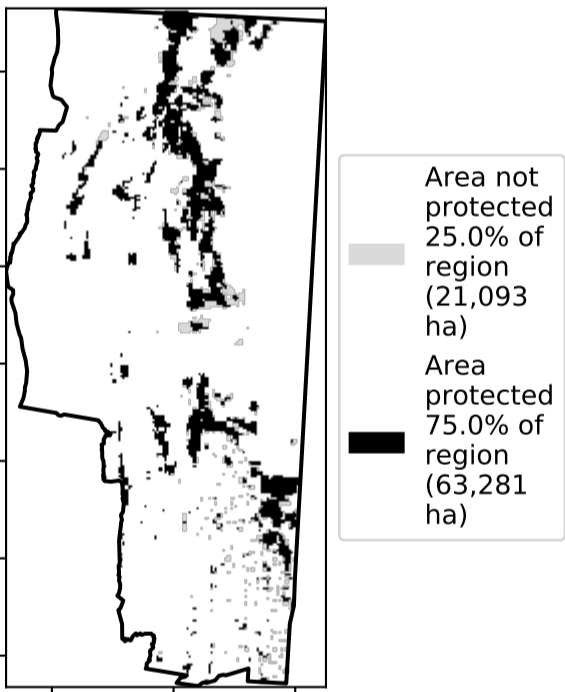 Area not
protected
25.0% of
region
(21,093
ha)
Area
protected
75.0% of
region
(63,281
ha)